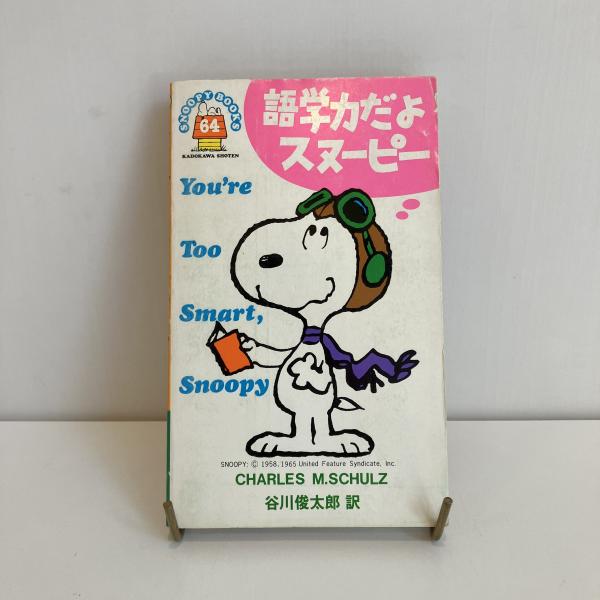 SNOOPY BOOKS
64
KADOKAWA SHOTEN
語学力だよ
スヌーピー
You're
Too
Smart,
Snoopy
SNOOPY: © 1958, 1965 United Feature Syndicate, Inc.
CHARLES M.SCHULZ
谷川俊太郎 訳